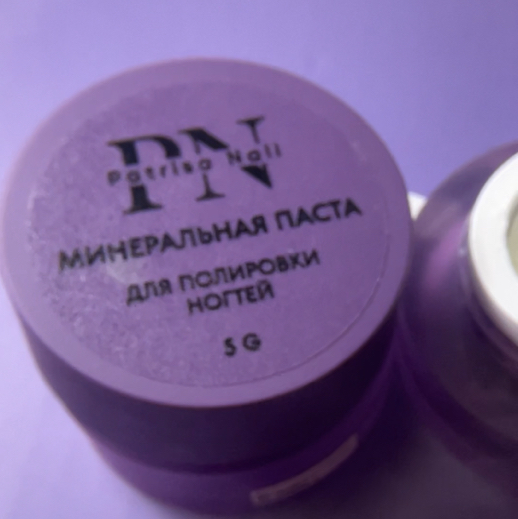 PN
Patrisa Nail
МИНЕРАЛЬНАЯ ПАСТА
ДЛЯ ПОЛИРОВКИ
НОГТЕЙ
5 G